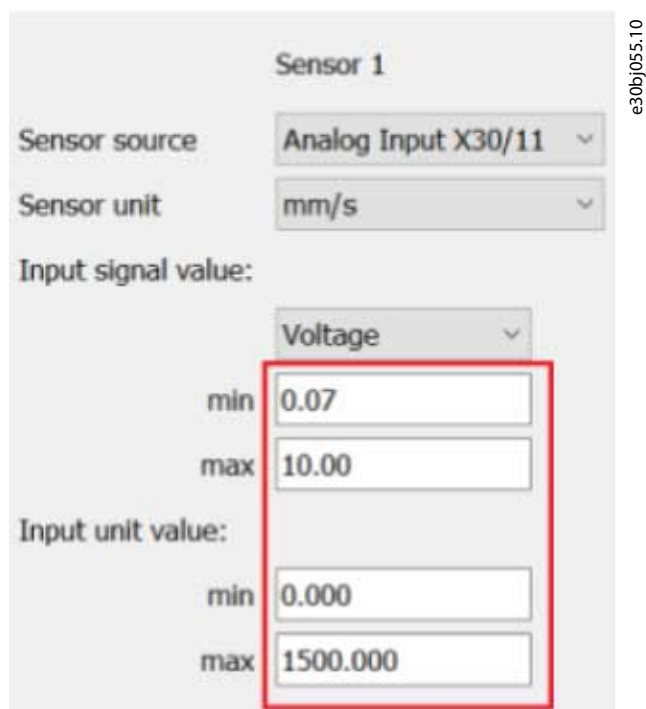 Sensor 1
Sensor source Analog Input X30/11
Sensor unit mm/s
Input signal value:
Voltage
min 0.07
max 10.00
Input unit value:
min 0.000
max 1500.000
e30bj055.10